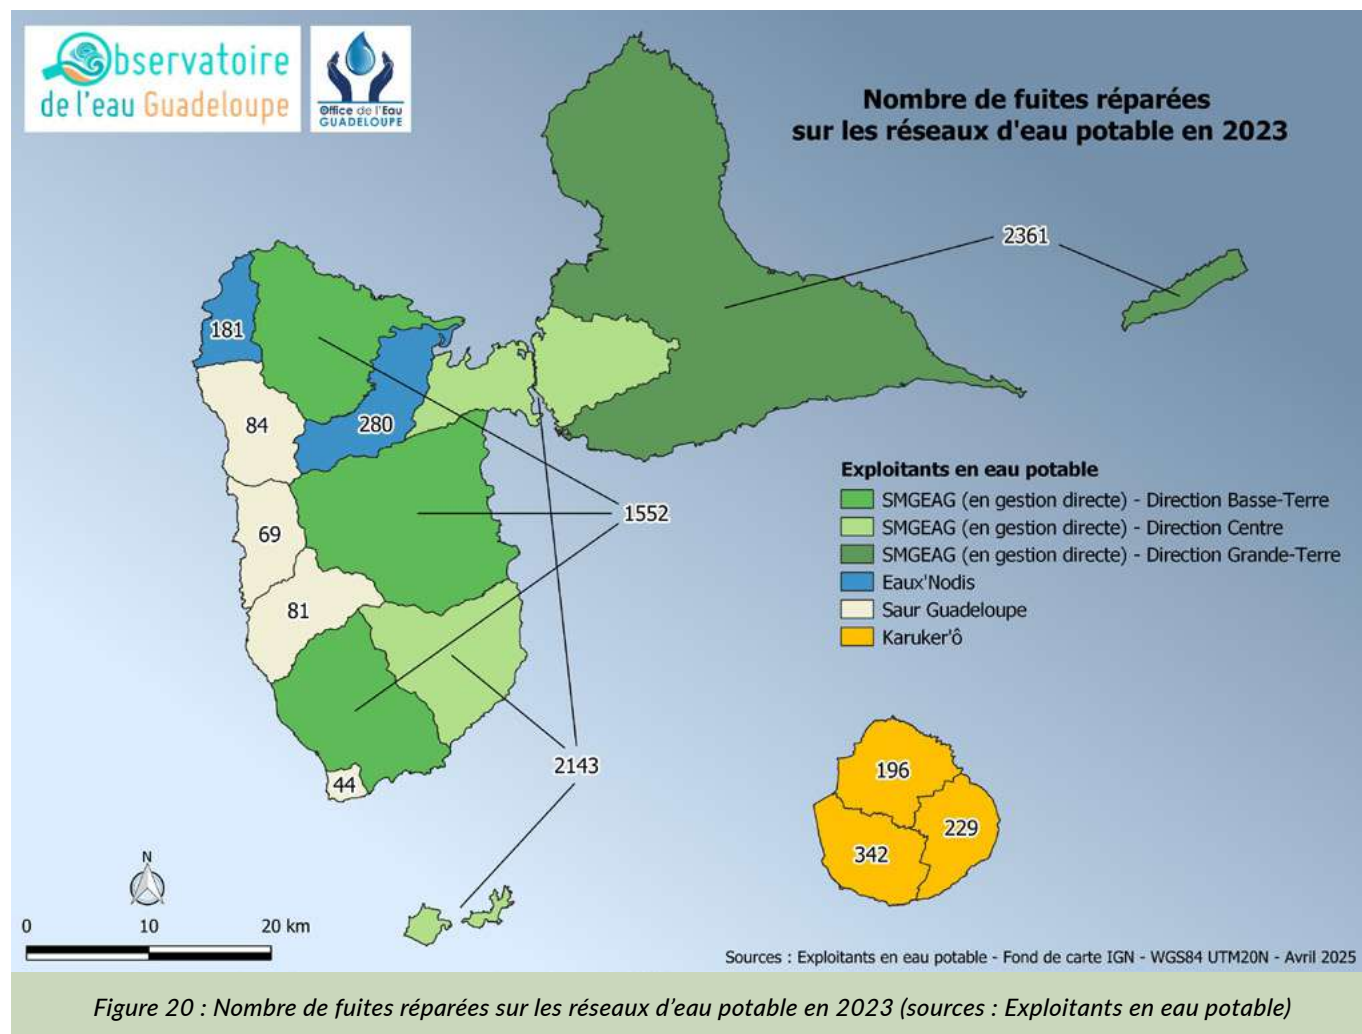 Observatoire
de l'eau Guadeloupe
Office de l'Eau
GUADELOUPE
Nombre de fuites réparées
sur les réseaux d'eau potable en 2023
2361
181
84
280
1552
69
81
2143
44
196
229
342
Exploitants en eau potable
SMGEAG (en gestion directe) - Direction Basse-Terre
SMGEAG (en gestion directe) - Direction Centre
SMGEAG (en gestion directe) - Direction Grande-Terre
Eaux'Nodis
Saur Guadeloupe
Karuker'ô
N
0 10 20 km
Sources : Exploitants en eau potable - Fond de carte IGN - WGS84 UTM20N - Avril 2025
Figure 20 : Nombre de fuites réparées sur les réseaux d’eau potable en 2023 (sources : Exploitants en eau potable)